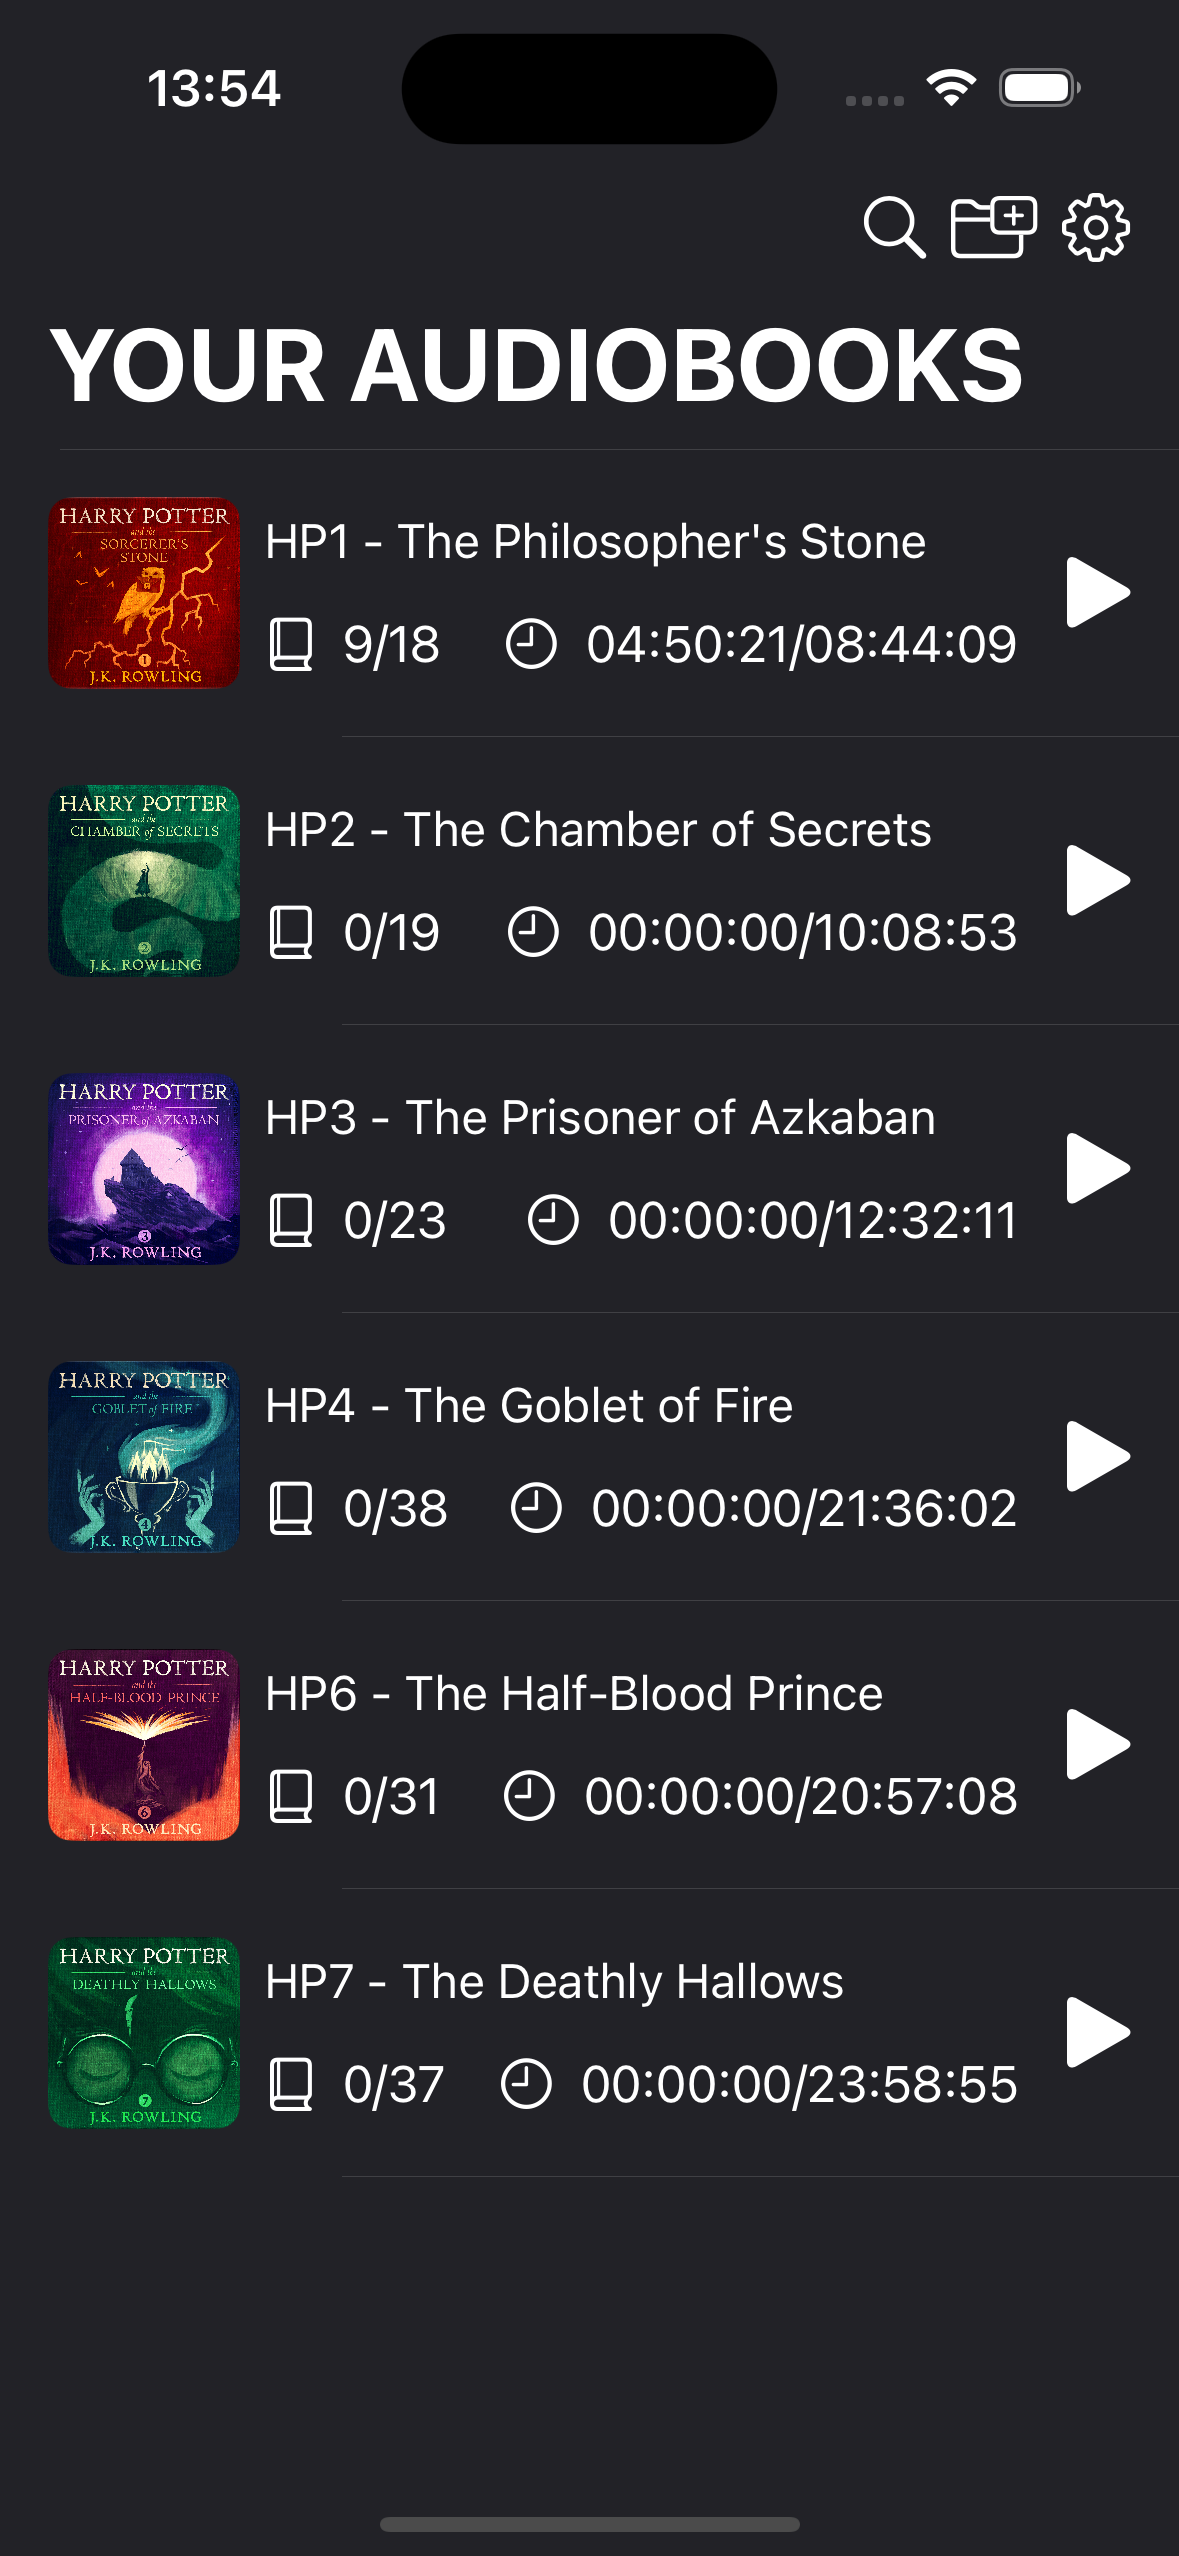 13:54
YOUR AUDIOBOOKS
HARRY POTTER
and the
SORCERER'S
STONE
1
J.K. ROWLING
HP1 - The Philosopher's Stone
9/18 04:50:21/08:44:09
HARRY POTTER
and the
CHAMBER of SECRETS
2
J.K. ROWLING
HP2 - The Chamber of Secrets
0/19 00:00:00/10:08:53
HARRY POTTER
and the
PRISONER of AZKABAN
3
J.K. ROWLING
HP3 - The Prisoner of Azkaban
0/23 00:00:00/12:32:11
HARRY POTTER
and the
GOBLET of FIRE
4
J.K. ROWLING
HP4 - The Goblet of Fire
0/38 00:00:00/21:36:02
HARRY POTTER
and the
HALF-BLOOD PRINCE
6
J.K. ROWLING
HP6 - The Half-Blood Prince
0/31 00:00:00/20:57:08
HARRY POTTER
and the
DEATHLY HALLOWS
7
J.K. ROWLING
HP7 - The Deathly Hallows
0/37 00:00:00/23:58:55